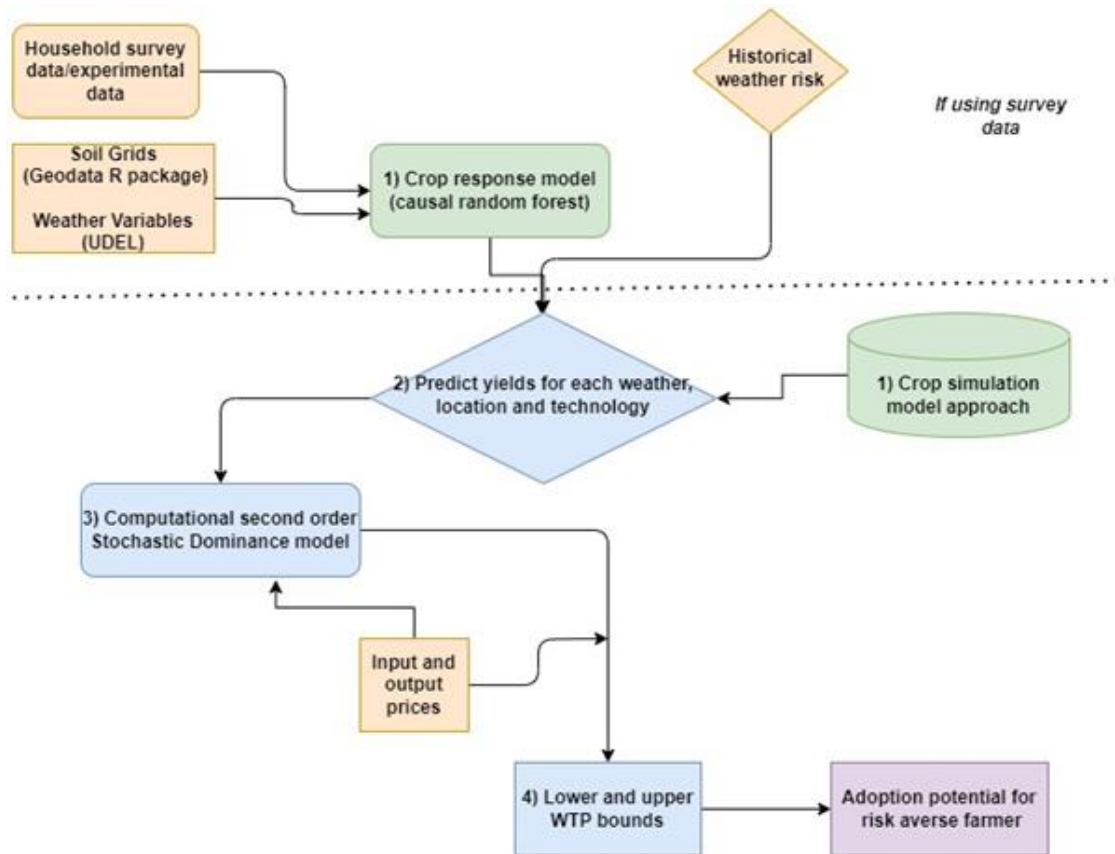 Household survey
data/experimental
data
Historical
weather risk
If using survey
data
Soil Grids
(Geodata R package)
Weather Variables
(UDEL)
1) Crop response model
(causal random forest)
2) Predict yields for each weather,
location and technology
1) Crop simulation
model approach
3) Computational second order
Stochastic Dominance model
Input and
output
prices
4) Lower and upper
WTP bounds
Adoption potential for
risk averse farmer